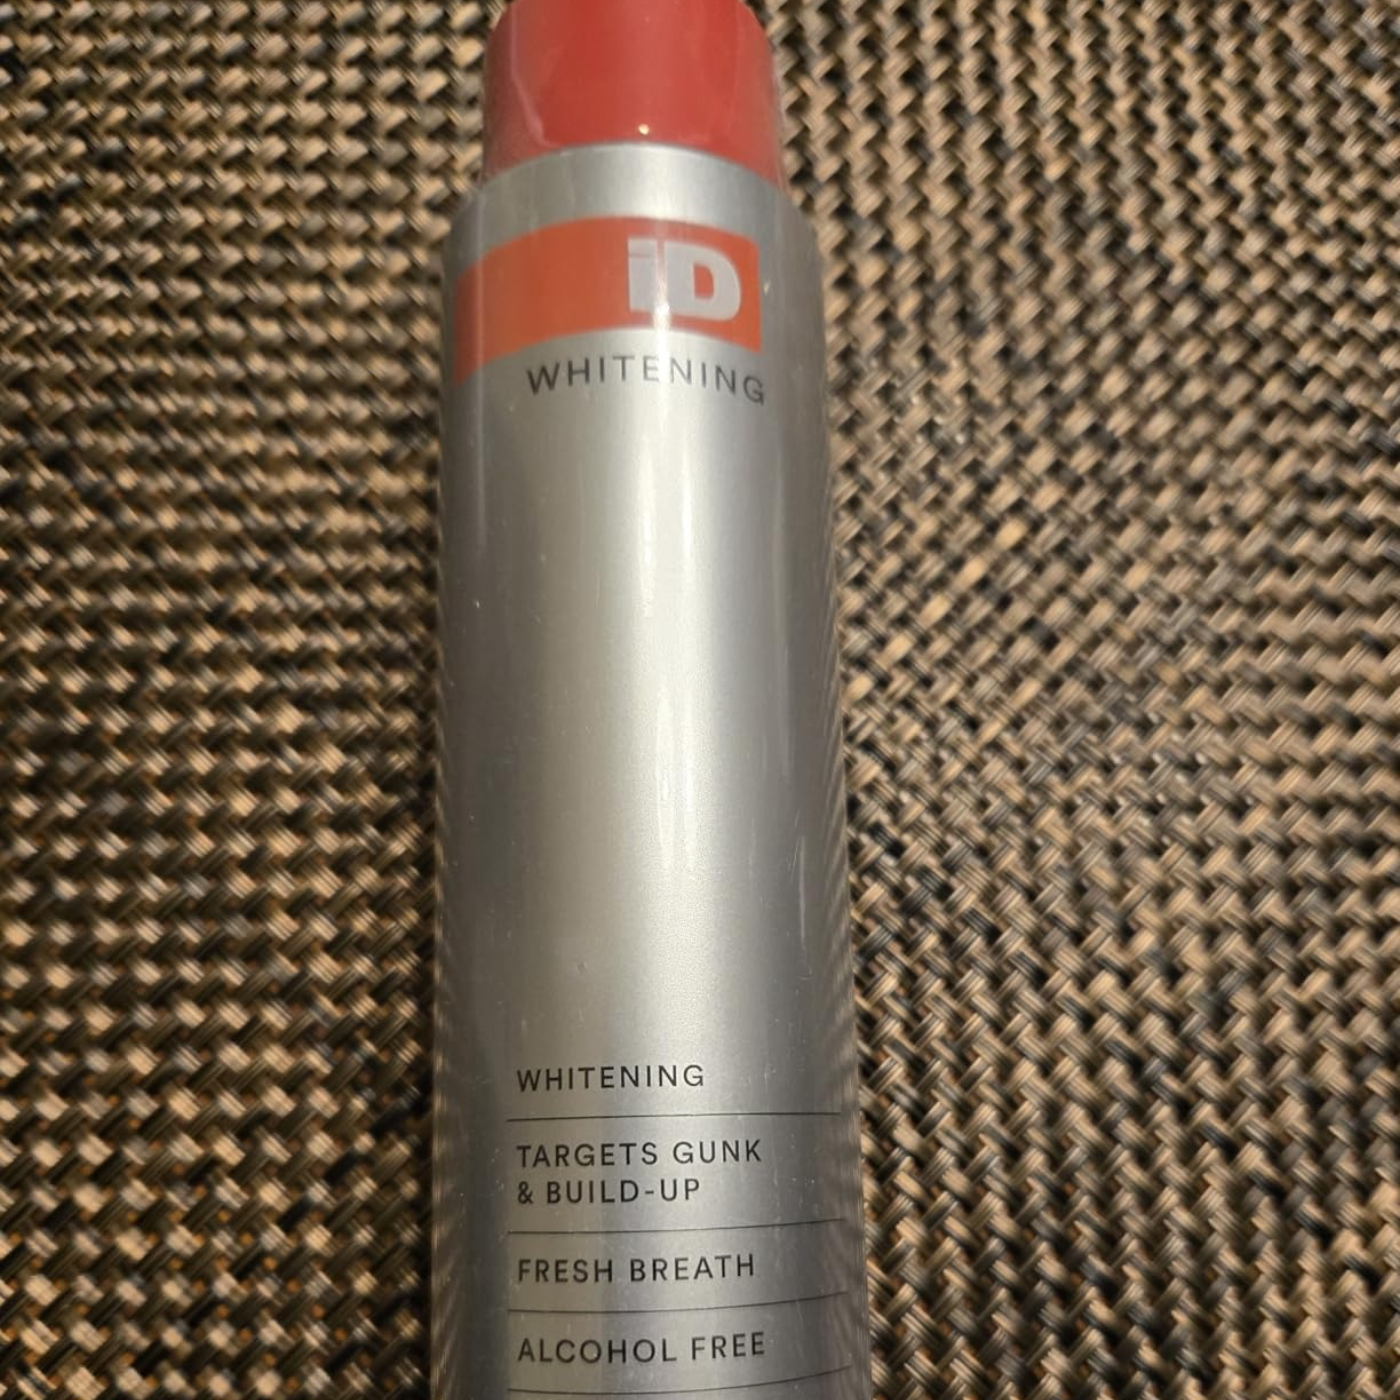 iD
WHITENING
WHITENING
TARGETS GUNK
& BUILD-UP
FRESH BREATH
ALCOHOL FREE